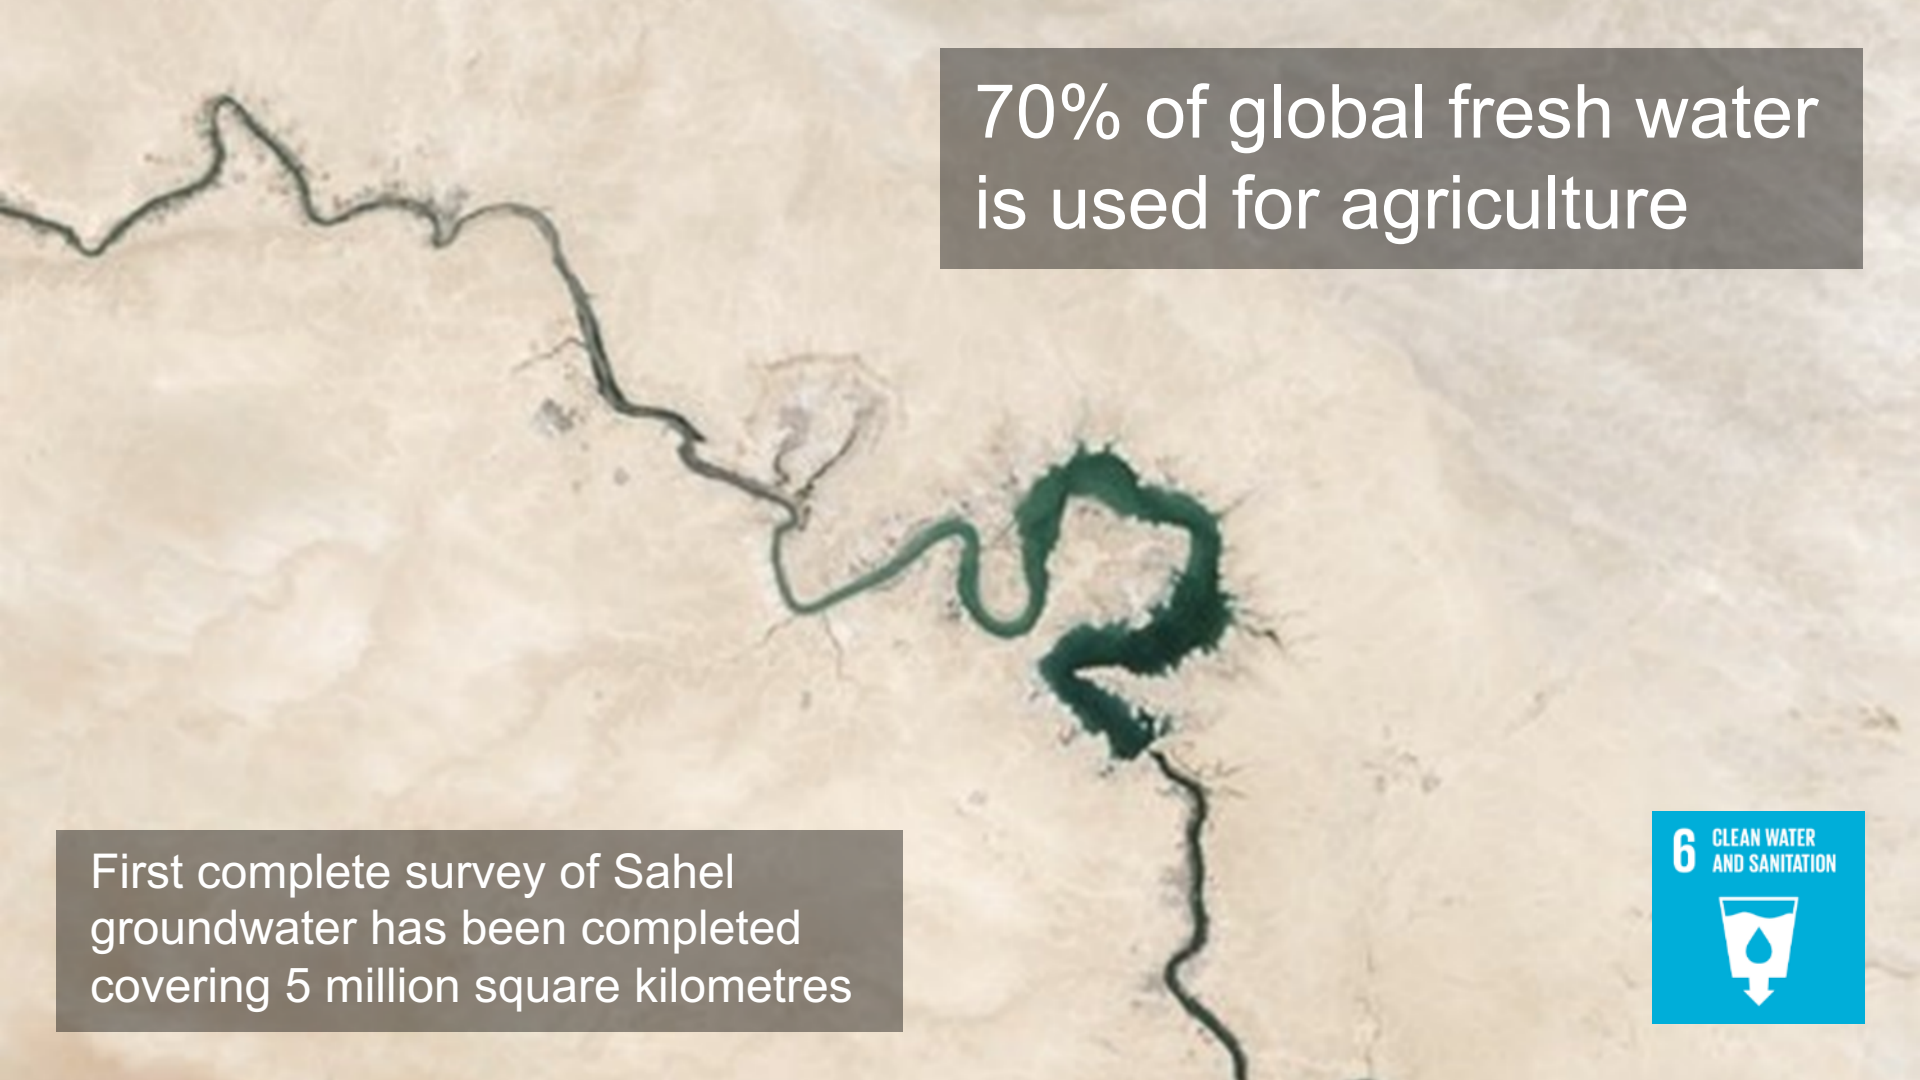 70% of global fresh water
is used for agriculture
First complete survey of Sahel
groundwater has been completed
covering 5 million square kilometres
6 CLEAN WATER
AND SANITATION